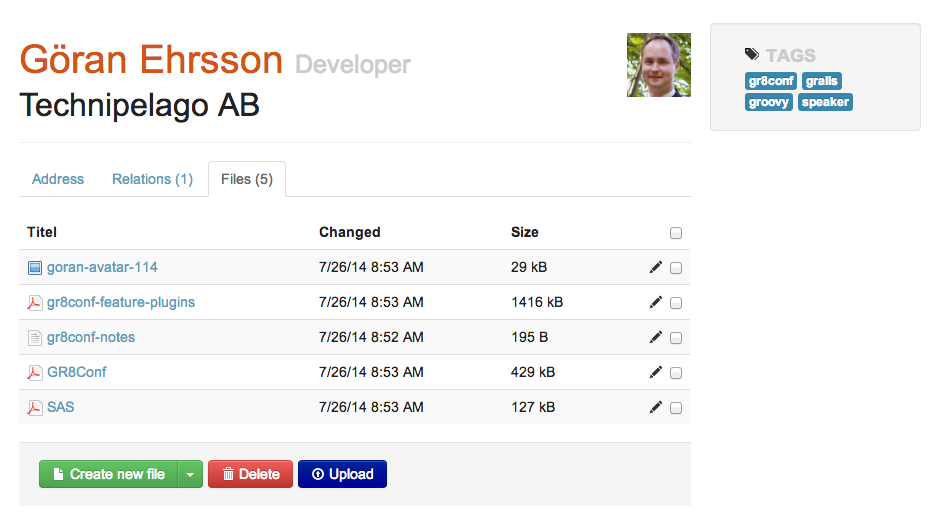 Göran Ehrsson Developer
Technipelago AB
TAGS
gr8conf grails
groovy speaker
Address Relations (1) Files (5)
Titel Changed Size
goran-avatar-114 7/26/14 8:53 AM 29 kB
gr8conf-feature-plugins 7/26/14 8:53 AM 1416 kB
gr8conf-notes 7/26/14 8:52 AM 195 B
GR8Conf 7/26/14 8:53 AM 429 kB
SAS 7/26/14 8:53 AM 127 kB
Create new file Delete Upload